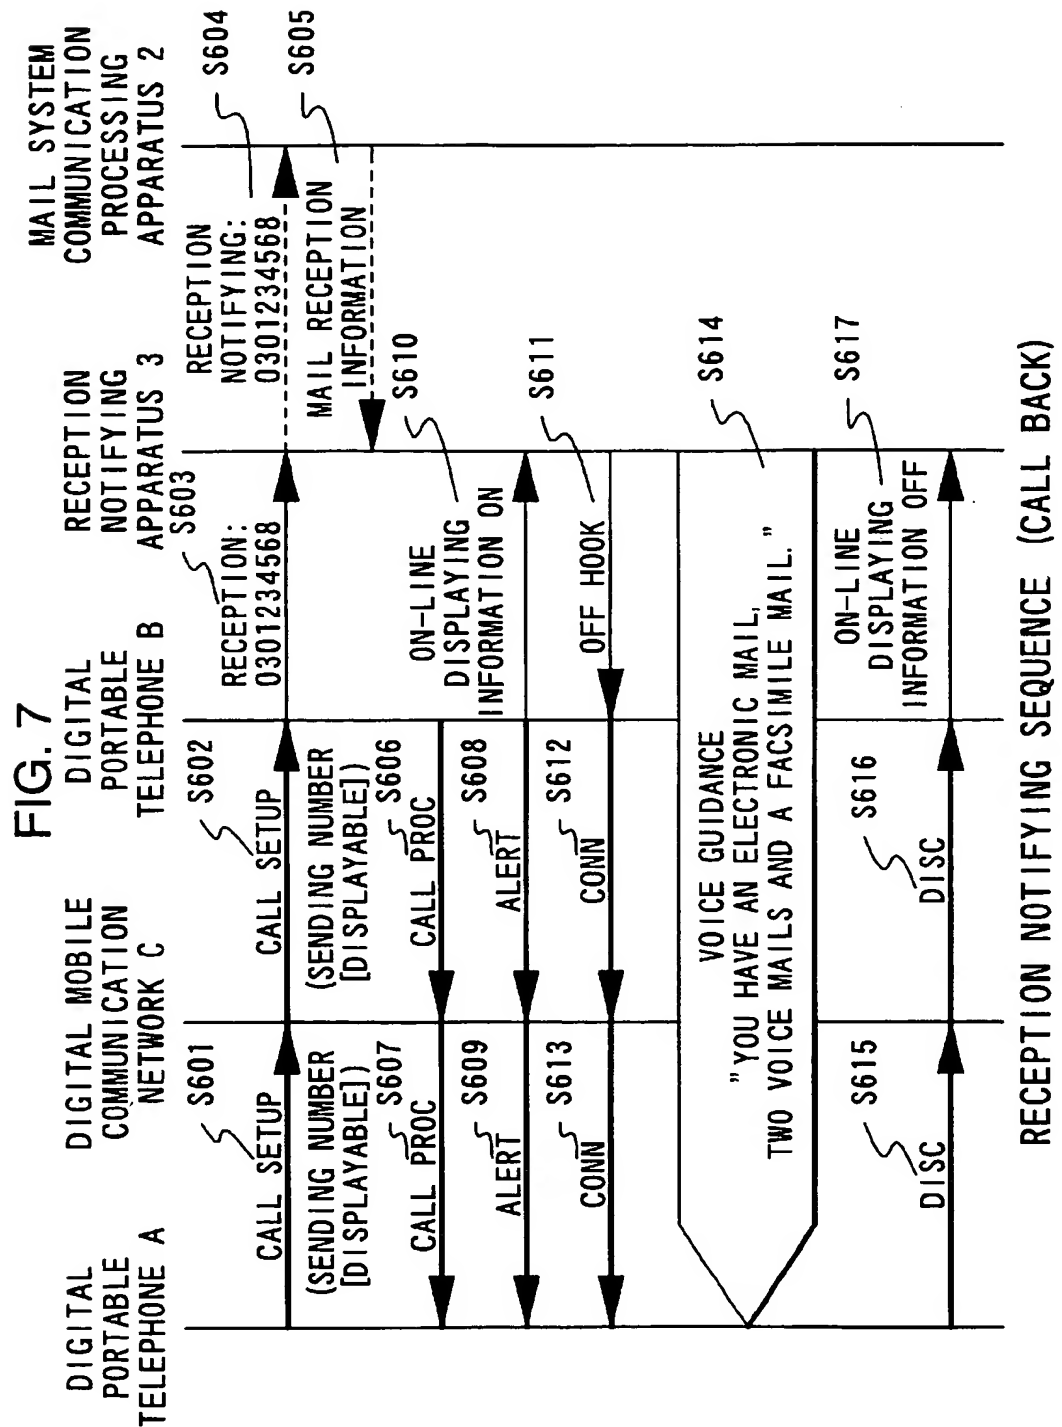 FIG. 7
DIGITAL
PORTABLE
TELEPHONE A
DIGITAL MOBILE
COMMUNICATION
NETWORK C
DIGITAL
PORTABLE
TELEPHONE B
RECEPTION
NOTIFYING
APPARATUS 3
MAIL SYSTEM
COMMUNICATION
PROCESSING
APPARATUS 2
S601
CALL SETUP
(SENDING NUMBER
[DISPLAYABLE])
S602
CALL SETUP
(SENDING NUMBER
[DISPLAYABLE])
S603
RECEPTION:
0301234568
RECEPTION
NOTIFYING:
0301234568
S604
MAIL RECEPTION
INFORMATION
S605
S607
CALL PROC
S606
CALL PROC
S609
ALERT
S608
ALERT
ON-LINE
DISPLAYING
INFORMATION ON
S610
S613
CONN
S612
CONN
OFF HOOK
S611
VOICE GUIDANCE
"YOU HAVE AN ELECTRONIC MAIL,
TWO VOICE MAILS AND A FACSIMILE MAIL."
S614
S615
DISC
S616
DISC
ON-LINE
DISPLAYING
INFORMATION OFF
S617
RECEPTION NOTIFYING SEQUENCE (CALL BACK)